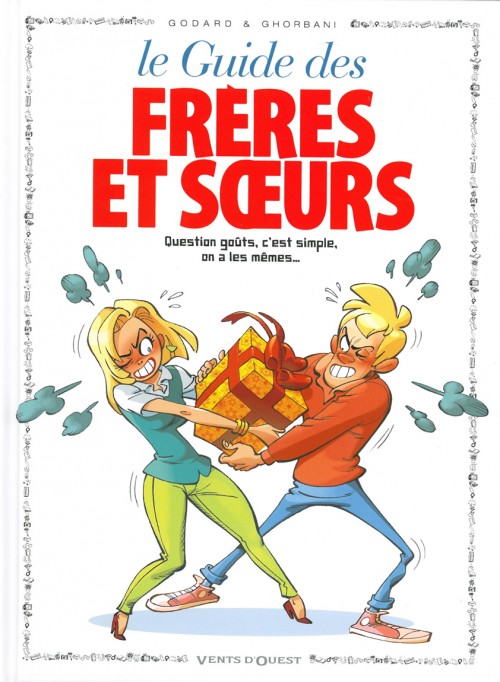 GODARD & GHORBANI
le Guide des
FRÈRES
ET SŒURS
Question goûts, c'est simple,
on a les mêmes...
VENTS D'OUEST